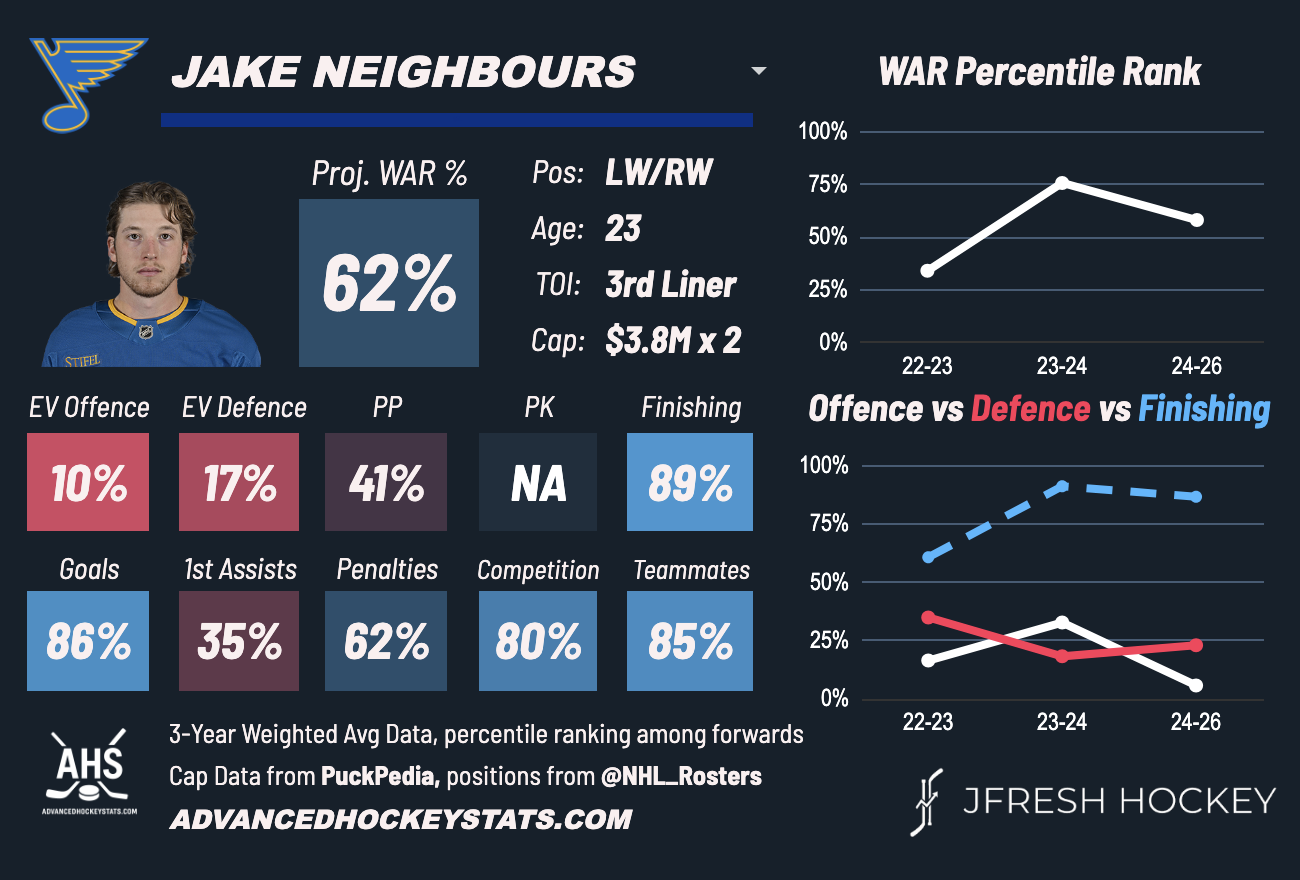 JAKE NEIGHBOURS
Proj. WAR %
62%
Pos: LW/RW
Age: 23
TOI: 3rd Liner
Cap: $3.8M x 2
STIFEL
EV Offence EV Defence PP PK Finishing
10% 17% 41% NA 89%
Goals 1st Assists Penalties Competition Teammates
86% 35% 62% 80% 85%
WAR Percentile Rank
100%
75%
50%
25%
0%
22-23 23-24 24-26
Offence vs Defence vs Finishing
100%
75%
50%
25%
0%
22-23 23-24 24-26
AHS
ADVANCEDHOCKEYSTATS.COM
3-Year Weighted Avg Data, percentile ranking among forwards
Cap Data from PuckPedia, positions from @NHL_Rosters
ADVANCEDHOCKEYSTATS.COM
JFRESH HOCKEY